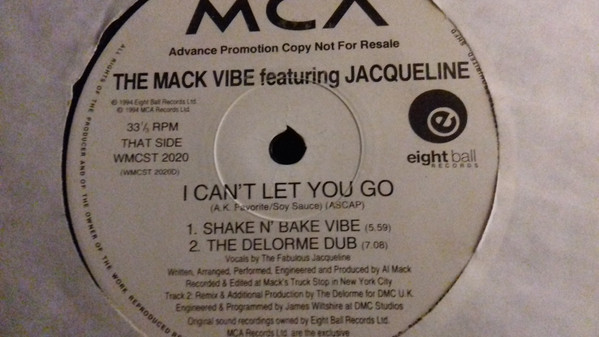 MCA
Advance Promotion Copy Not For Resale
THE MACK VIBE featuring JACQUELINE
℗ 1994 Eight Ball Records Ltd.
© 1994 MCA Records Ltd.
33⅓ RPM
THAT SIDE
WMCST 2020
(WMCST 2020D)
e
eight ball
RECORDS
I CAN'T LET YOU GO
(A.K. Favorite/Soy Sauce) (ASCAP)
1. SHAKE N' BAKE VIBE (5.59)
2. THE DELORME DUB (7.08)
Vocals by The Fabulous Jacqueline
Written, Arranged, Performed, Engineered and Produced by Al Mack
Recorded & Edited at Mack's Truck Stop in New York City
Track 2: Remix & Additional Production by The Delorme for DMC U.K.
Engineered & Programmed by James Wiltshire at DMC Studios
Original sound recordings owned by Eight Ball Records Ltd.
MCA Records Ltd. are the exclusive
ALL RIGHTS OF THE PRODUCER AND OF THE OWNER OF THE WORK REPRODUCED